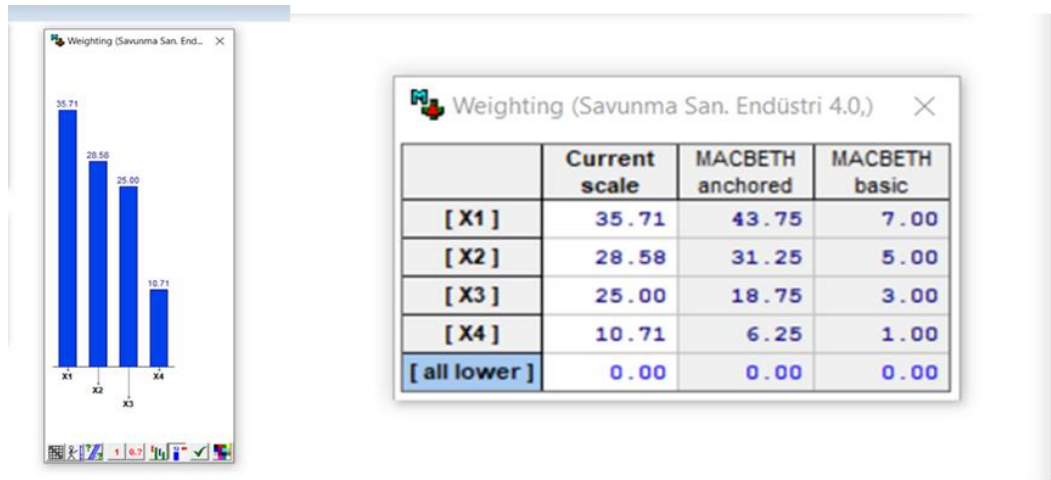 Weighting (Savunma San. End...
35.71
28.58
25.00
10.71
X1
X2
X3
X4
1
0.?
Weighting (Savunma San. Endüstri 4.0,)
Current scale MACBETH anchored MACBETH basic
[ X1 ] 35.71 43.75 7.00
[ X2 ] 28.58 31.25 5.00
[ X3 ] 25.00 18.75 3.00
[ X4 ] 10.71 6.25 1.00
[ all lower ] 0.00 0.00 0.00